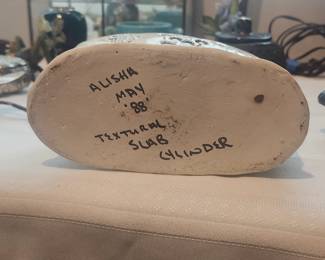 ALISHA
MAY
'88'
TEXTURAL
SLAB
CYLINDER